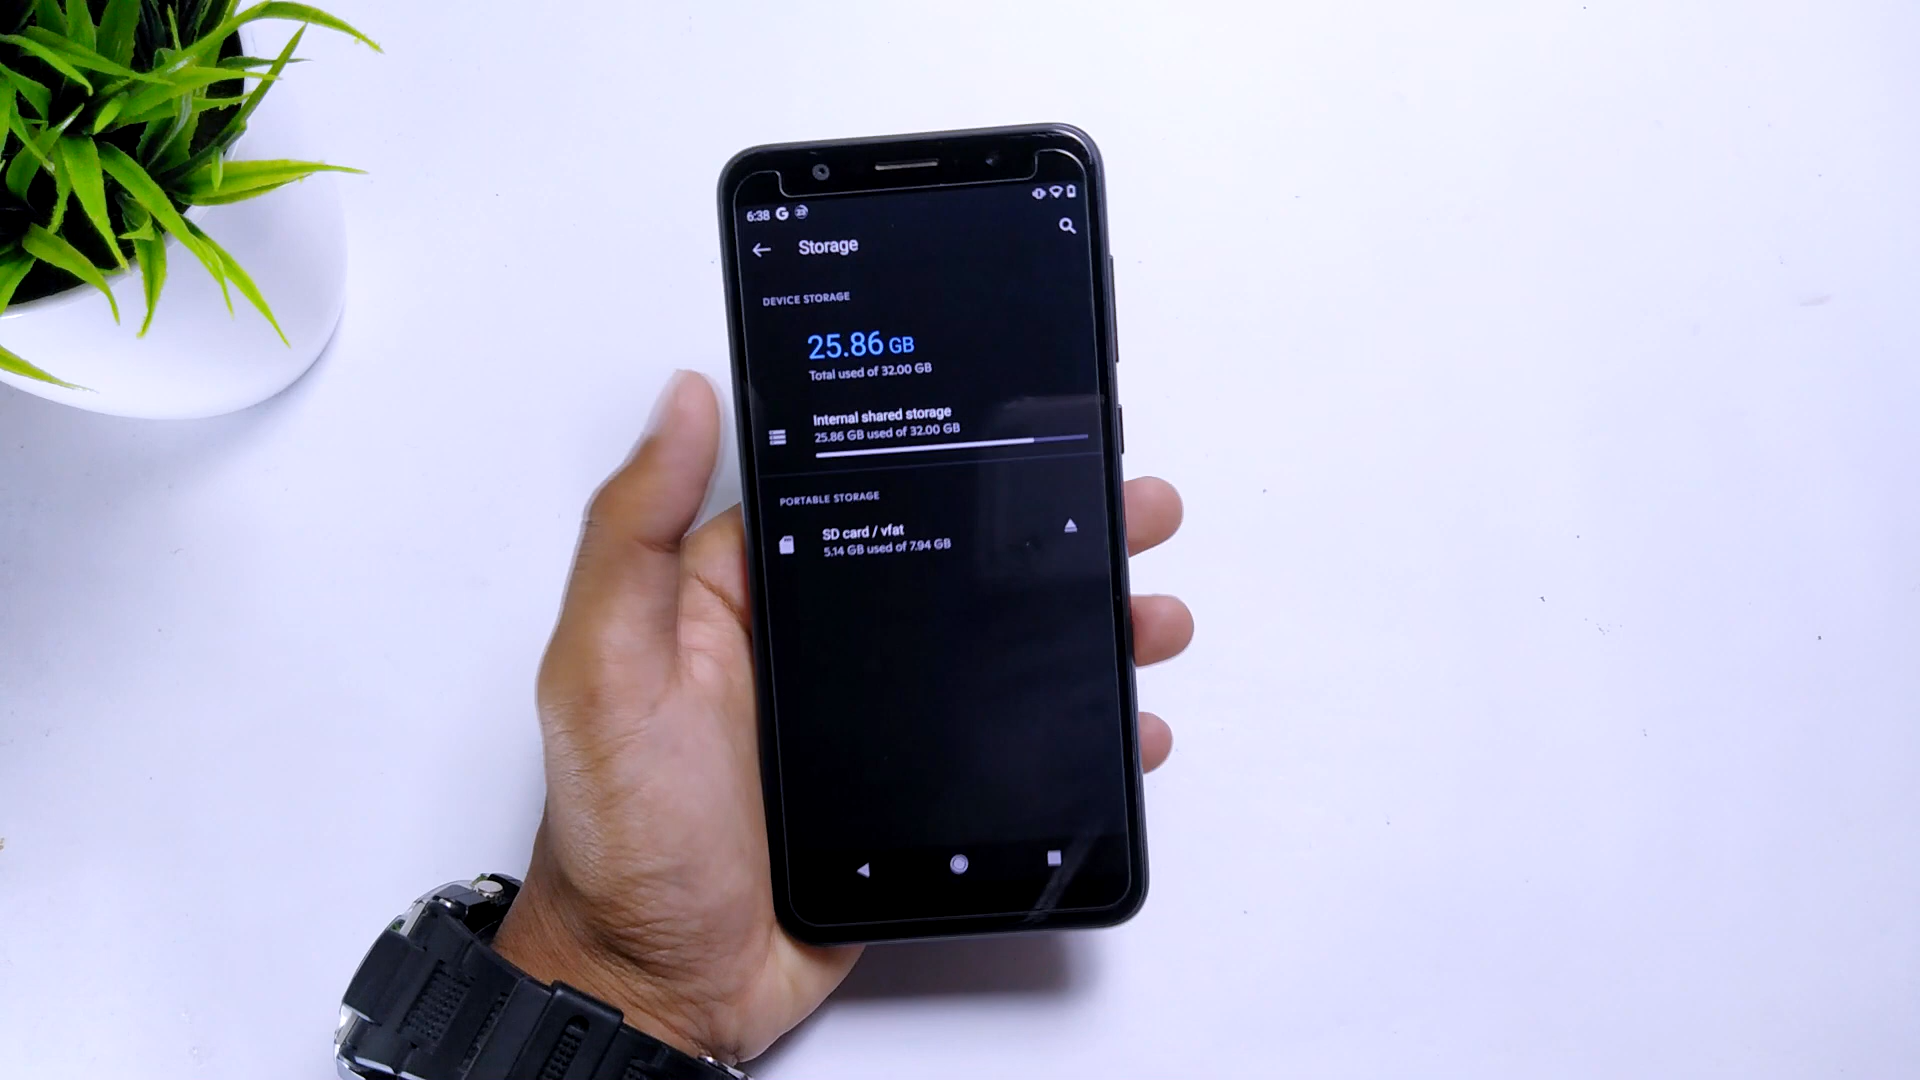 6:38 G
Storage
DEVICE STORAGE
25.86 GB
Total used of 32.00 GB
Internal shared storage
25.86 GB used of 32.00 GB
PORTABLE STORAGE
SD card / vfat
5.14 GB used of 7.94 GB